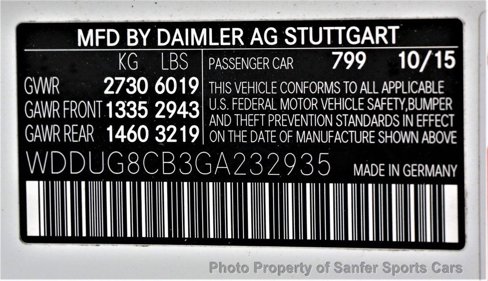 MFD BY DAIMLER AG STUTTGART
KG LBS PASSENGER CAR 799 10/15
GVWR 2730 6019 THIS VEHICLE CONFORMS TO ALL APPLICABLE
GAWR FRONT 1335 2943 U.S. FEDERAL MOTOR VEHICLE SAFETY,BUMPER
AND THEFT PREVENTION STANDARDS IN EFFECT
GAWR REAR 1460 3219 ON THE DATE OF MANUFACTURE SHOWN ABOVE
WDDUG8CB3GA232935 MADE IN GERMANY
Photo Property of Sanfer Sports Cars